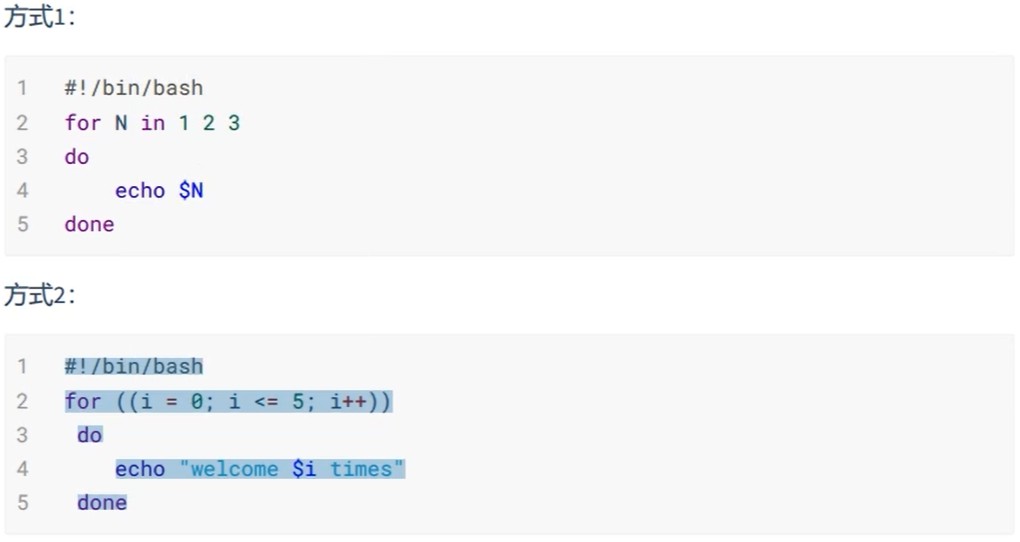 方式1：
1 #!/bin/bash
2 for N in 1 2 3
3 do
4     echo $N
5 done
方式2：
1 #!/bin/bash
2 for ((i = 0; i <= 5; i++))
3  do
4     echo "welcome $i times"
5  done